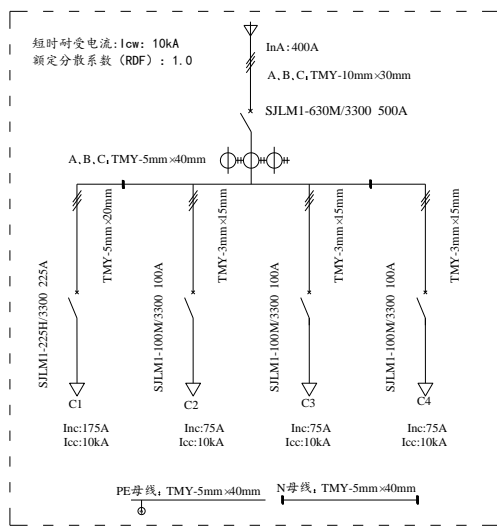 短时耐受电流:Icw: 10kA
额定分散系数（RDF）: 1.0
InA: 400A
A、B、C: TMY-10mm×30mm
SJLM1-630M/3300 500A
A、B、C: TMY-5mm×40mm
TMY-5mm×20mm
TMY-3mm×15mm
TMY-3mm×15mm
TMY-3mm×15mm
SJLM1-225H/3300 225A
SJLM1-100M/3300 100A
SJLM1-100M/3300 100A
SJLM1-100M/3300 100A
C1
C2
C3
C4
Inc:175A
Icc:10kA
Inc:75A
Icc:10kA
Inc:75A
Icc:10kA
Inc:75A
Icc:10kA
PE母线: TMY-5mm×40mm
N母线: TMY-5mm×40mm